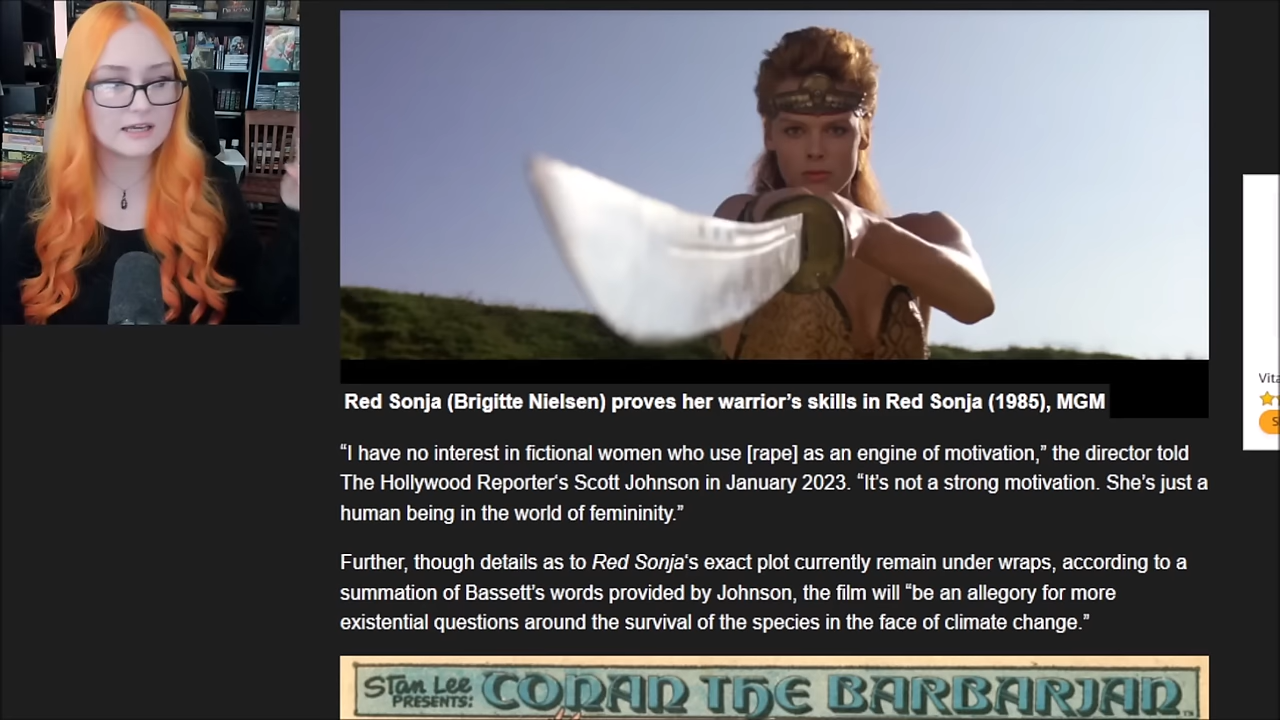 Red Sonja (Brigitte Nielsen) proves her warrior’s skills in Red Sonja (1985), MGM
“I have no interest in fictional women who use [rape] as an engine of motivation,” the director told
The Hollywood Reporter‘s Scott Johnson in January 2023. “It’s not a strong motivation. She’s just a
human being in the world of femininity.”
Further, though details as to Red Sonja‘s exact plot currently remain under wraps, according to a
summation of Bassett’s words provided by Johnson, the film will “be an allegory for more
existential questions around the survival of the species in the face of climate change.”
STAN LEE
PRESENTS:
CONAN THE BARBARIAN